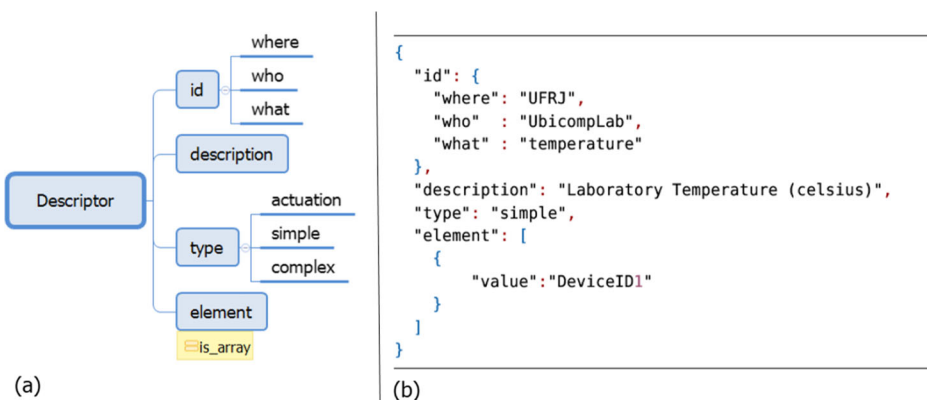 where
who
id
what
description
Descriptor
actuation
type
simple
complex
element
is_array
(a)
{
  "id": {
    "where": "UFRJ",
    "who"  : "UbicompLab",
    "what" : "temperature"
  },
  "description": "Laboratory Temperature (celsius)",
  "type": "simple",
  "element": [
    {
        "value":"DeviceID1"
    }
  ]
}
(b)